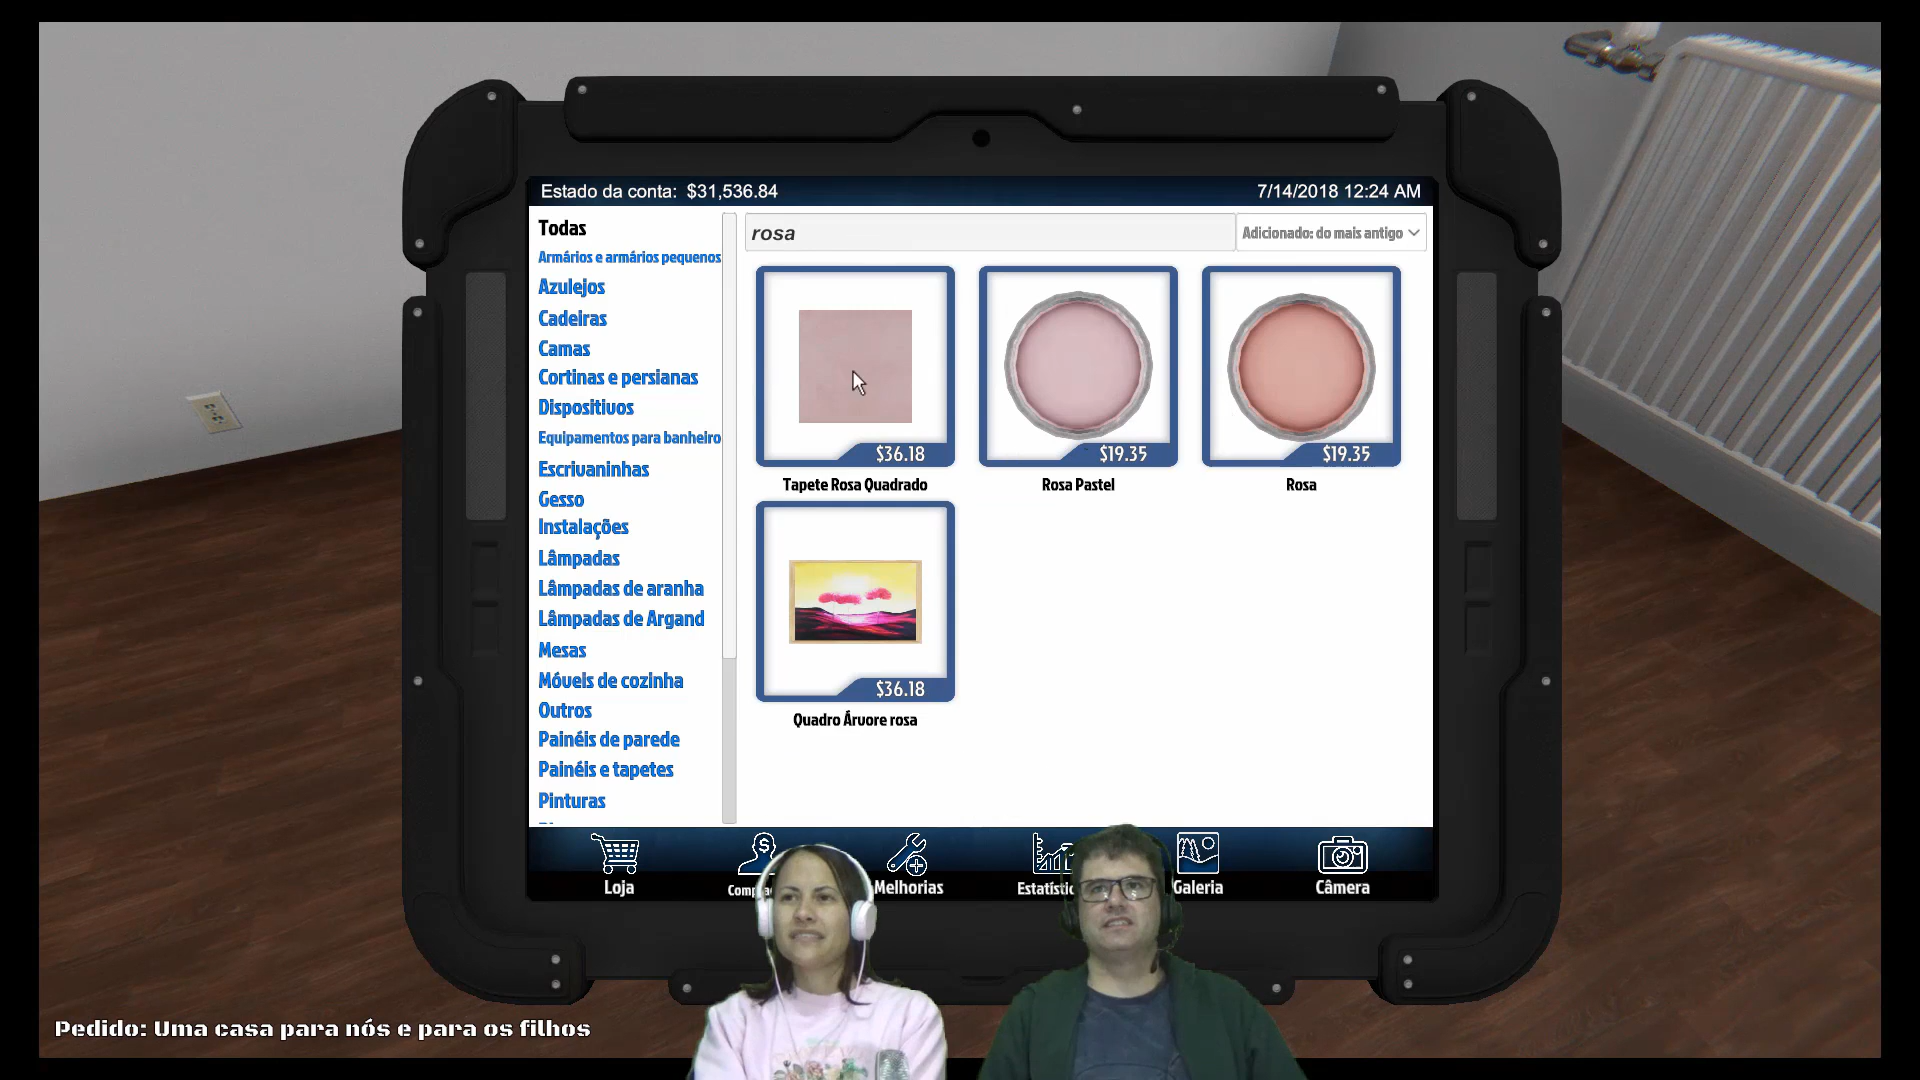 Estado da conta: $31,536.84
7/14/2018 12:24 AM
Todas
Armários e armários pequenos
Azulejos
Cadeiras
Camas
Cortinas e persianas
Dispositivos
Equipamentos para banheiro
Escrivaninhas
Gesso
Instalações
Lâmpadas
Lâmpadas de aranha
Lâmpadas de Argand
Mesas
Móveis de cozinha
Outros
Painéis de parede
Painéis e tapetes
Pinturas
rosa
Adicionado: do mais antigo
$36.18
$19.35
$19.35
Tapete Rosa Quadrado
Rosa Pastel
Rosa
$36.18
Quadro Árvore rosa
Loja
Melhorias
Galeria
Câmera
Pedido: Uma casa para nós e para os filhos